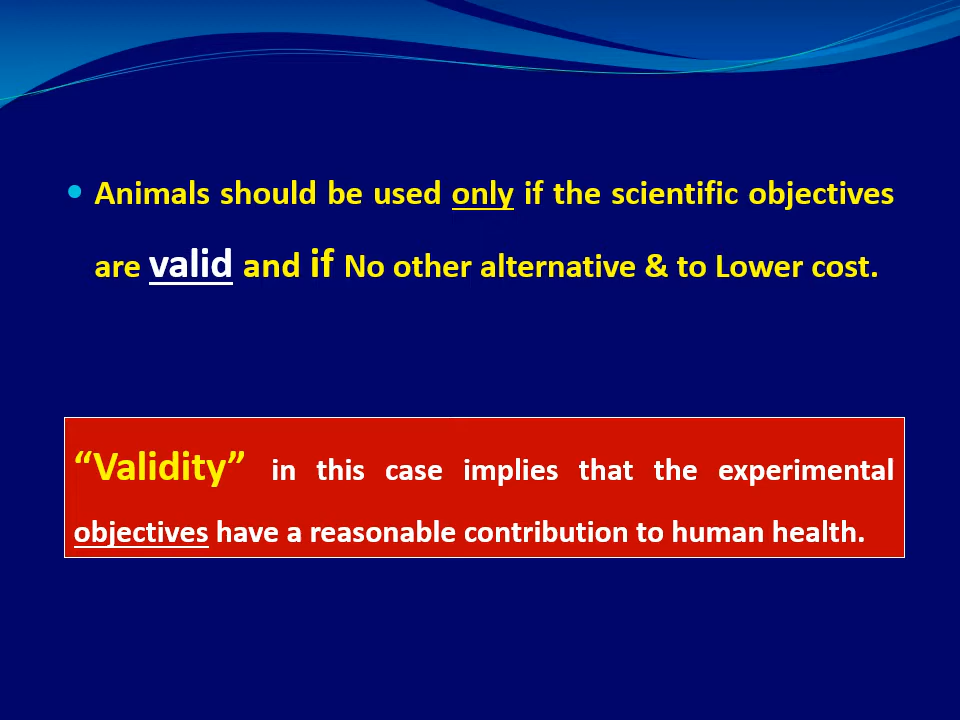 Animals should be used only if the scientific objectives
are valid and if No other alternative & to Lower cost.
“Validity” in this case implies that the experimental
objectives have a reasonable contribution to human health.